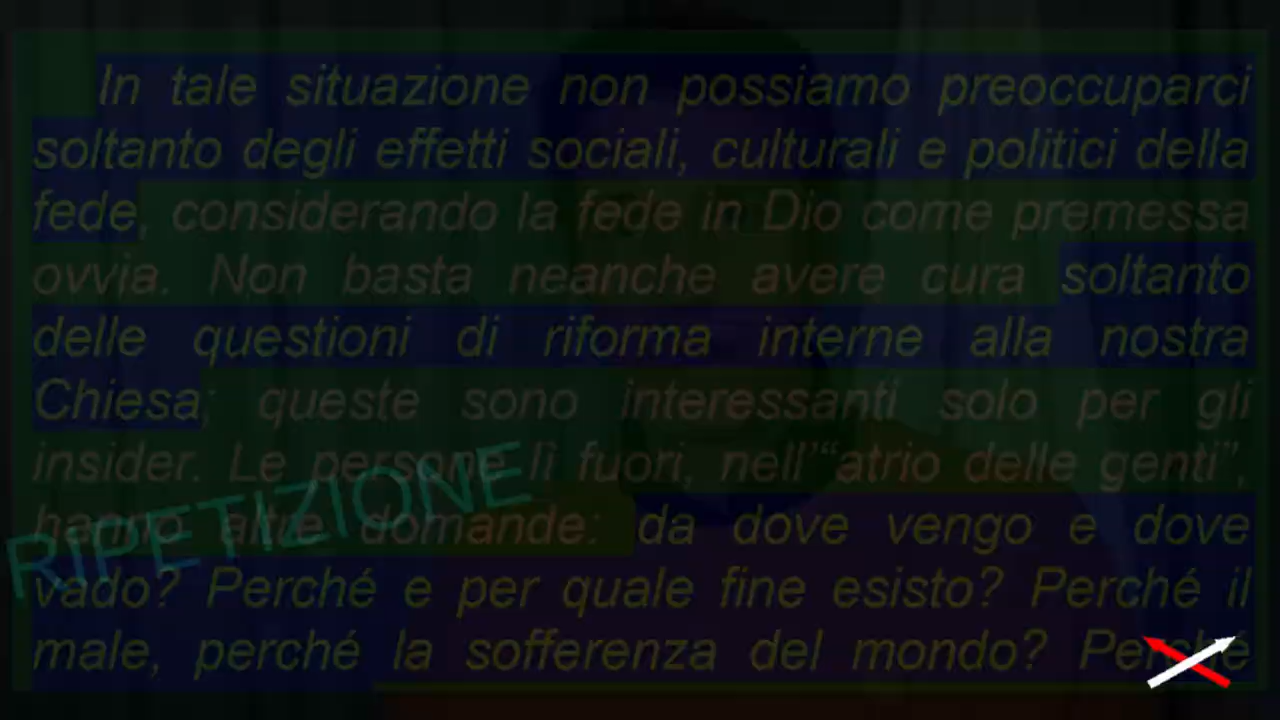 In tale situazione non possiamo preoccuparci
soltanto degli effetti sociali, culturali e politici della
fede, considerando la fede in Dio come premessa
ovvia. Non basta neanche avere cura soltanto
delle questioni di riforma interne alla nostra
Chiesa; queste sono interessanti solo per gli
insider. Le persone lì fuori, nell’“atrio delle genti”,
hanno altre domande: da dove vengo e dove
vado? Perché e per quale fine esisto? Perché il
male, perché la sofferenza del mondo? Perché
RIPETIZIONE